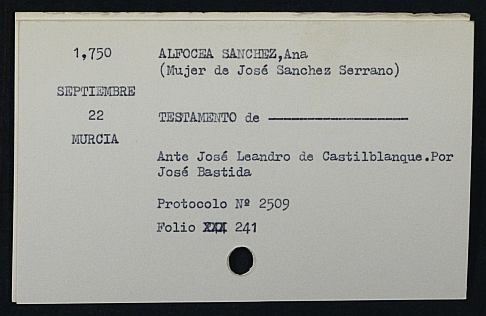 1,750 ALFOCEA SANCHEZ,Ana
(Mujer de José Sanchez Serrano)
SEPTIEMBRE
22 TESTAMENTO de ————————
MURCIA
Ante José Leandro de Castilblanque.Por
José Bastida
Protocolo Nº 2509
Folio XXX 241